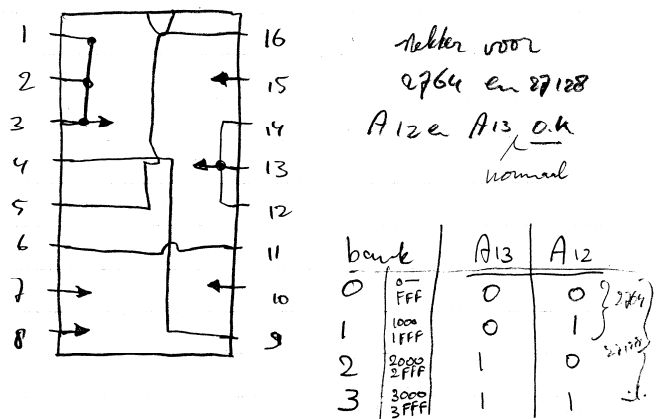 1 16
2 15
3 14
4 13
5 12
6 11
7 10
8 9
stekker voor
2764 en 27128
A12 en A13 O.K
normaal
bank A13 A12
0 0— FFF 0 0
1 1000 1FFF 0 1
2 2000 2FFF 1 0
3 3000 3FFF 1 1
2764
27128